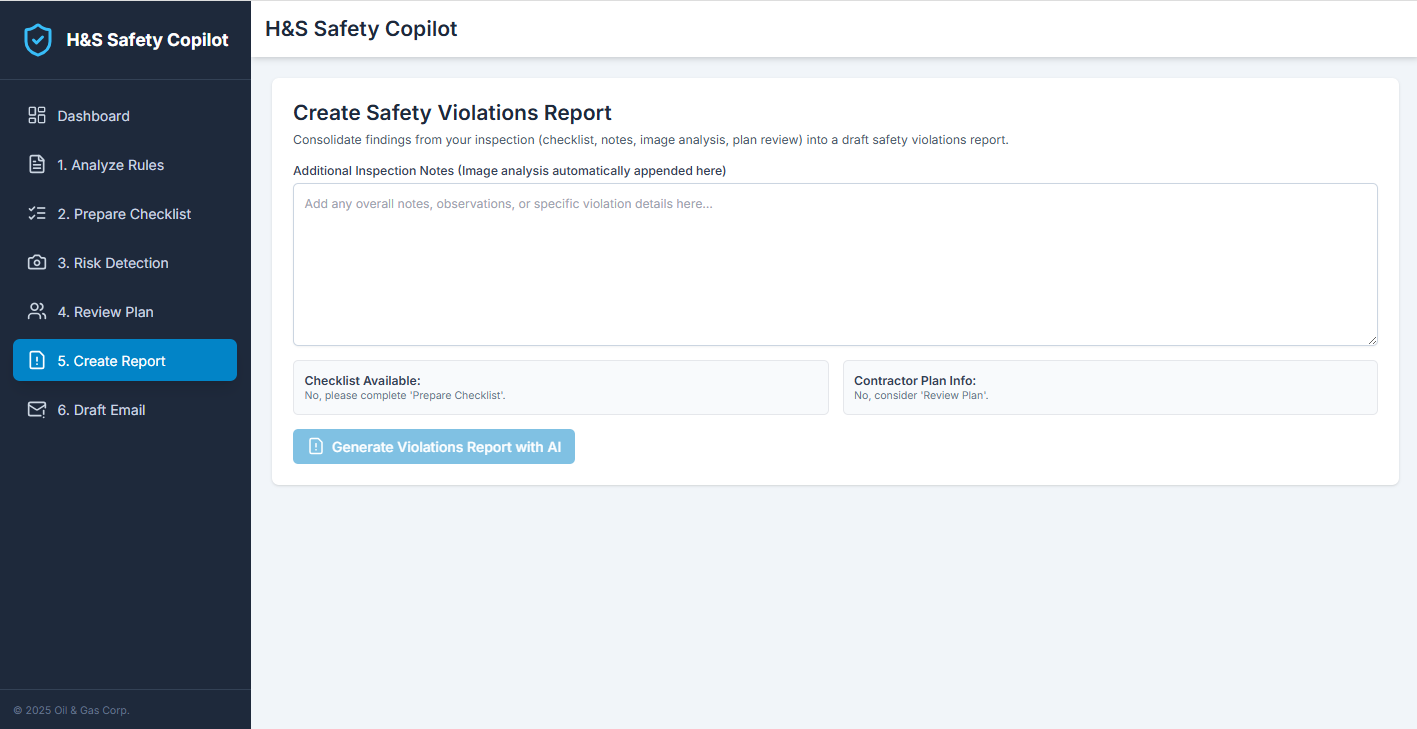 H&S Safety Copilot
Dashboard
1. Analyze Rules
2. Prepare Checklist
3. Risk Detection
4. Review Plan
5. Create Report
6. Draft Email
© 2025 Oil & Gas Corp.
H&S Safety Copilot
Create Safety Violations Report
Consolidate findings from your inspection (checklist, notes, image analysis, plan review) into a draft safety violations report.
Additional Inspection Notes (Image analysis automatically appended here)
Add any overall notes, observations, or specific violation details here...
Checklist Available:
No, please complete 'Prepare Checklist'.
Contractor Plan Info:
No, consider 'Review Plan'.
Generate Violations Report with AI